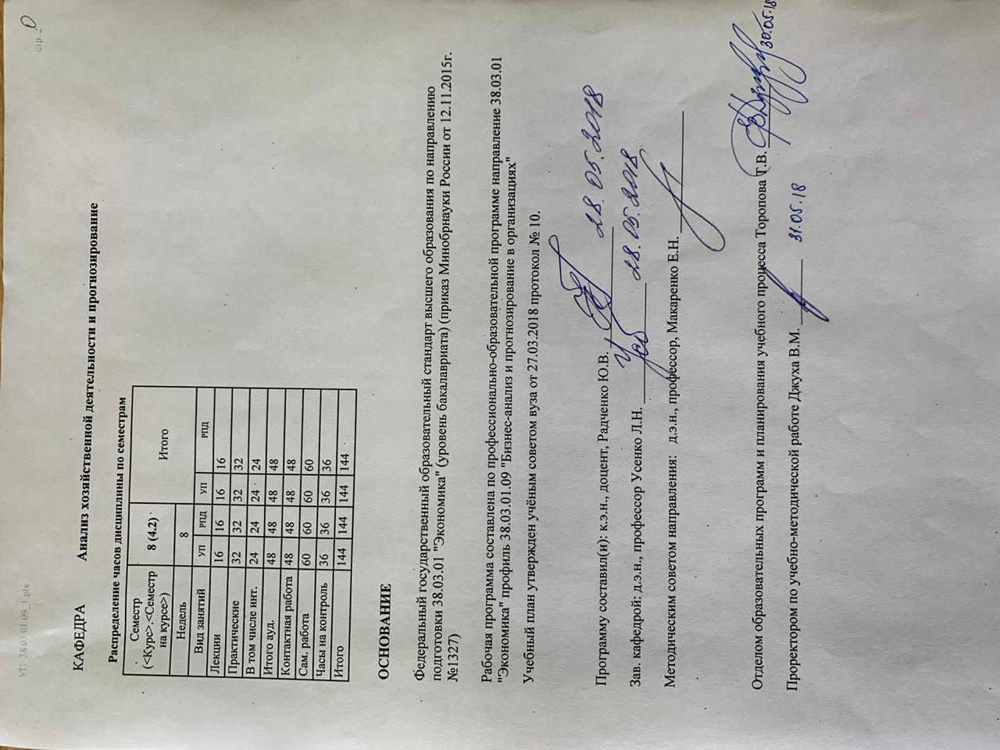 УП: 38.03.01.09_1.plx стр. 2
КАФЕДРА Анализ хозяйственной деятельности и прогнозирование
Распределение часов дисциплины по семестрам
Семестр (<Курс>.<Семестр на курсе>) 8 (4.2) Итого
Недель 8
Вид занятий УП РПД УП РПД
Лекции 16 16 16 16
Практические 32 32 32 32
В том числе инт. 24 24 24 24
Итого ауд. 48 48 48 48
Контактная работа 48 48 48 48
Сам. работа 60 60 60 60
Часы на контроль 36 36 36 36
Итого 144 144 144 144
ОСНОВАНИЕ
Федеральный государственный образовательный стандарт высшего образования по направлению
подготовки 38.03.01 "Экономика" (уровень бакалавриата) (приказ Минобрнауки России от 12.11.2015г.
№1327)
Рабочая программа составлена по профессионально-образовательной программе направление 38.03.01
"Экономика" профиль 38.03.01.09 "Бизнес-анализ и прогнозирование в организациях"
Учебный план утвержден учёным советом вуза от 27.03.2018 протокол № 10.
Программу составил(и): к.э.н., доцент, Радченко Ю.В. 28.05.2018
Зав. кафедрой: д.э.н., профессор Усенко Л.Н. 28.05.2018
Методическим советом направления: д.э.н., профессор, Макаренко Е.Н.
Отделом образовательных программ и планирования учебного процесса Торопова Т.В. 30.05.18
Проректором по учебно-методической работе Джуха В.М. 31.05.18